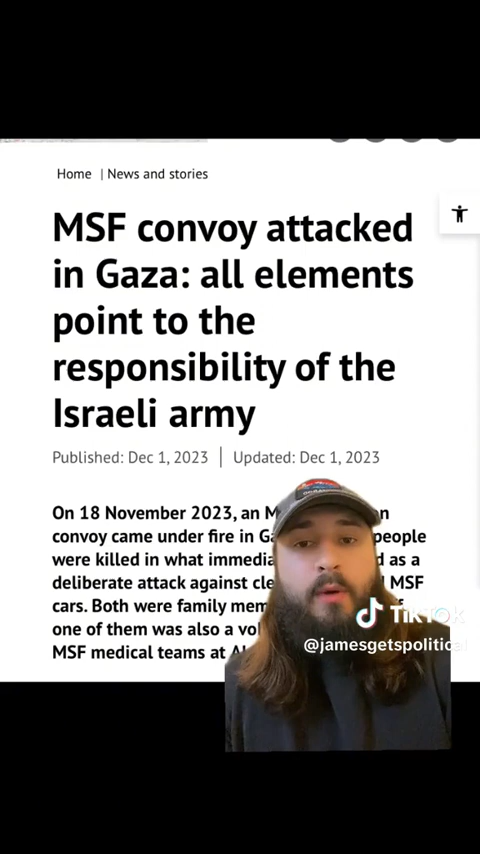 Home | News and stories
MSF convoy attacked
in Gaza: all elements
point to the
responsibility of the
Israeli army
Published: Dec 1, 2023 | Updated: Dec 1, 2023
On 18 November 2023, an
convoy came under fire in people
were killed in what as a
deliberate attack against MSF
cars. Both were family
one of them was also a
MSF medical teams at
TikTok
@jamesgetspolitical